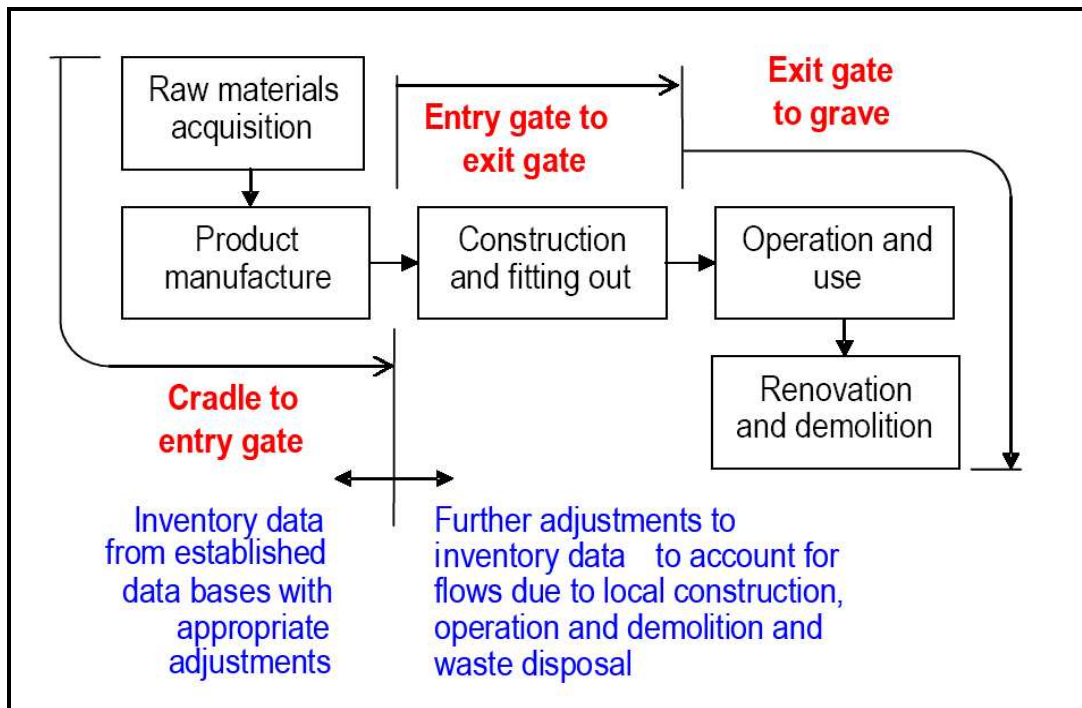 Raw materials
acquisition
Entry gate to
exit gate
Exit gate
to grave
Product
manufacture
Construction
and fitting out
Operation and
use
Cradle to
entry gate
Renovation
and demolition
Inventory data
from established
data bases with
appropriate
adjustments
Further adjustments to
inventory data to account for
flows due to local construction,
operation and demolition and
waste disposal